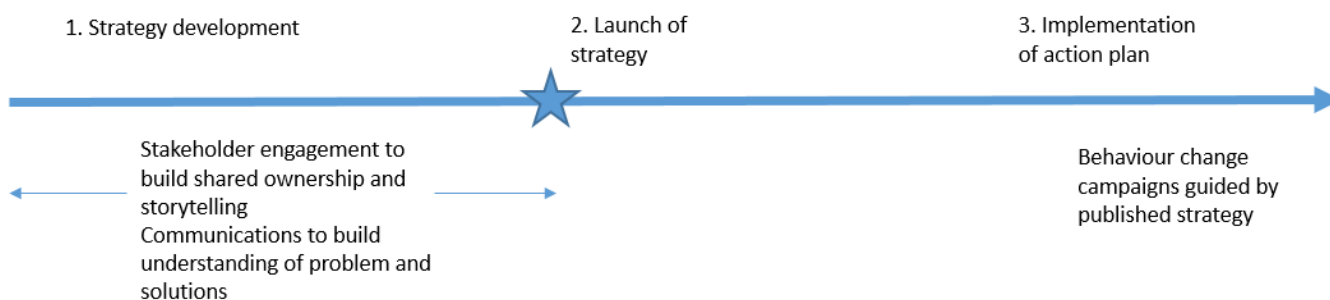 1. Strategy development
2. Launch of
strategy
3. Implementation
of action plan
Stakeholder engagement to
build shared ownership and
storytelling
Communications to build
understanding of problem and
solutions
Behaviour change
campaigns guided by
published strategy